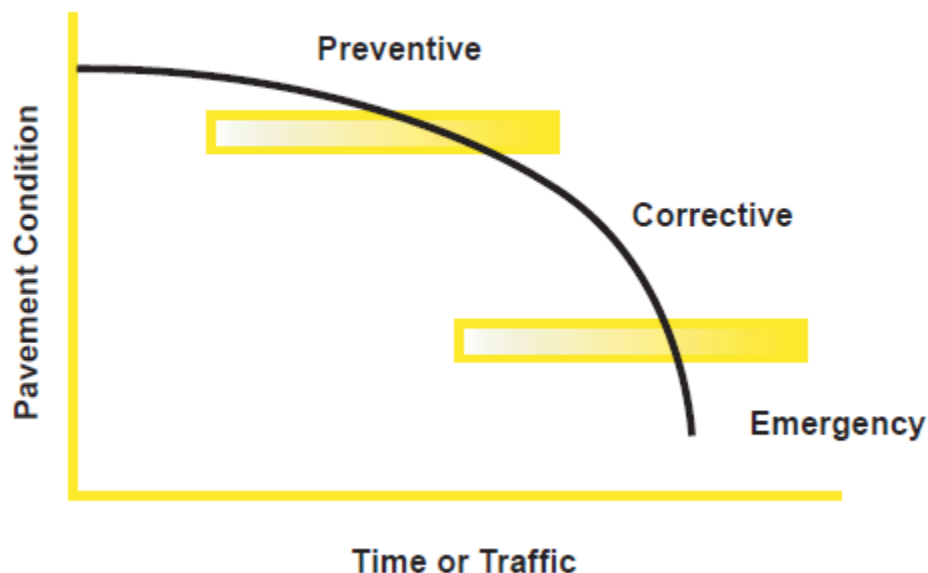 Preventive
Pavement Condition
Corrective
Emergency
Time or Traffic